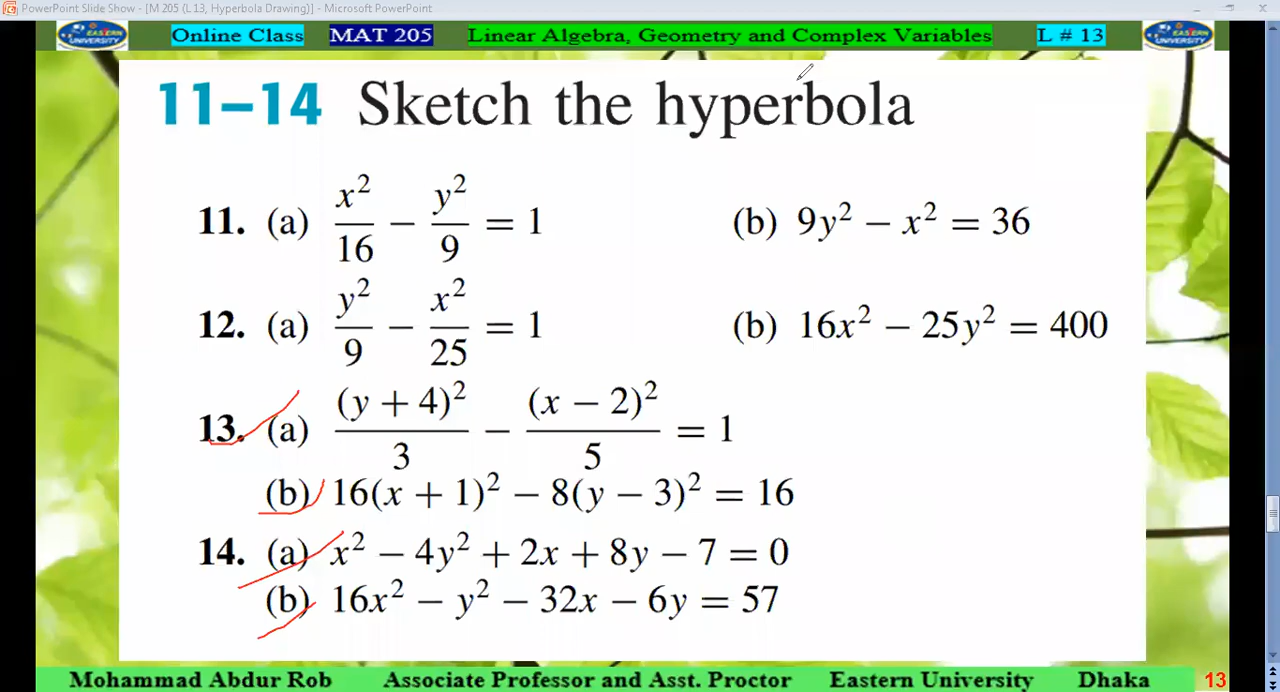 PowerPoint Slide Show - [M 205 (L 13, Hyperbola Drawing)] - Microsoft PowerPoint
EASTERN UNIVERSITY Online Class MAT 205 Linear Algebra, Geometry and Complex Variables L # 13 EASTERN UNIVERSITY
11–14 Sketch the hyperbola
11. (a) x²/16 − y²/9 = 1 (b) 9y² − x² = 36
12. (a) y²/9 − x²/25 = 1 (b) 16x² − 25y² = 400
13. (a) (y + 4)²/3 − (x − 2)²/5 = 1
(b) 16(x + 1)² − 8(y − 3)² = 16
14. (a) x² − 4y² + 2x + 8y − 7 = 0
(b) 16x² − y² − 32x − 6y = 57
Mohammad Abdur Rob Associate Professor and Asst. Proctor Eastern University Dhaka 13